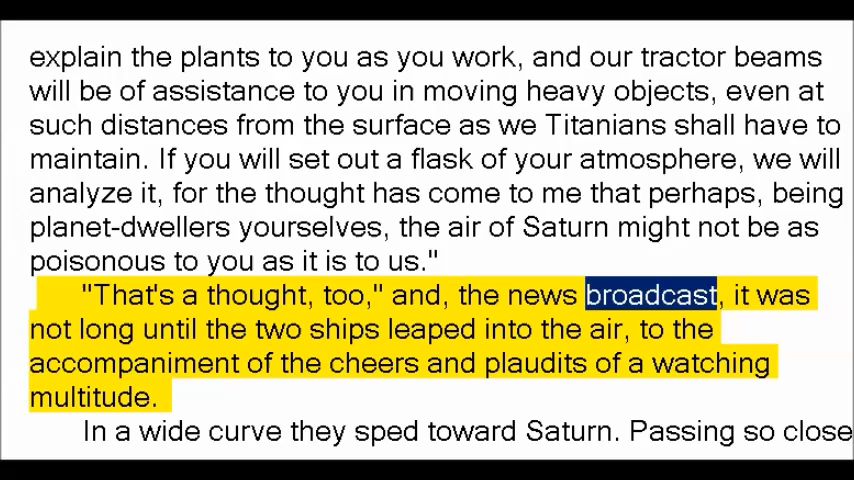 explain the plants to you as you work, and our tractor beams
will be of assistance to you in moving heavy objects, even at
such distances from the surface as we Titanians shall have to
maintain. If you will set out a flask of your atmosphere, we will
analyze it, for the thought has come to me that perhaps, being
planet-dwellers yourselves, the air of Saturn might not be as
poisonous to you as it is to us."
"That's a thought, too," and, the news broadcast, it was
not long until the two ships leaped into the air, to the
accompaniment of the cheers and plaudits of a watching
multitude.
In a wide curve they sped toward Saturn. Passing so close